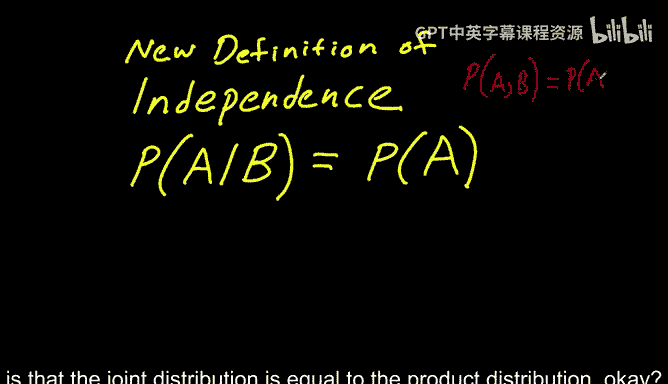 New Definition of
GPT中英字幕课程资源 bilibili
Independence
P(A,B) = P(A
P(A|B) = P(A)
is that the joint distribution is equal to the product distribution, okay?